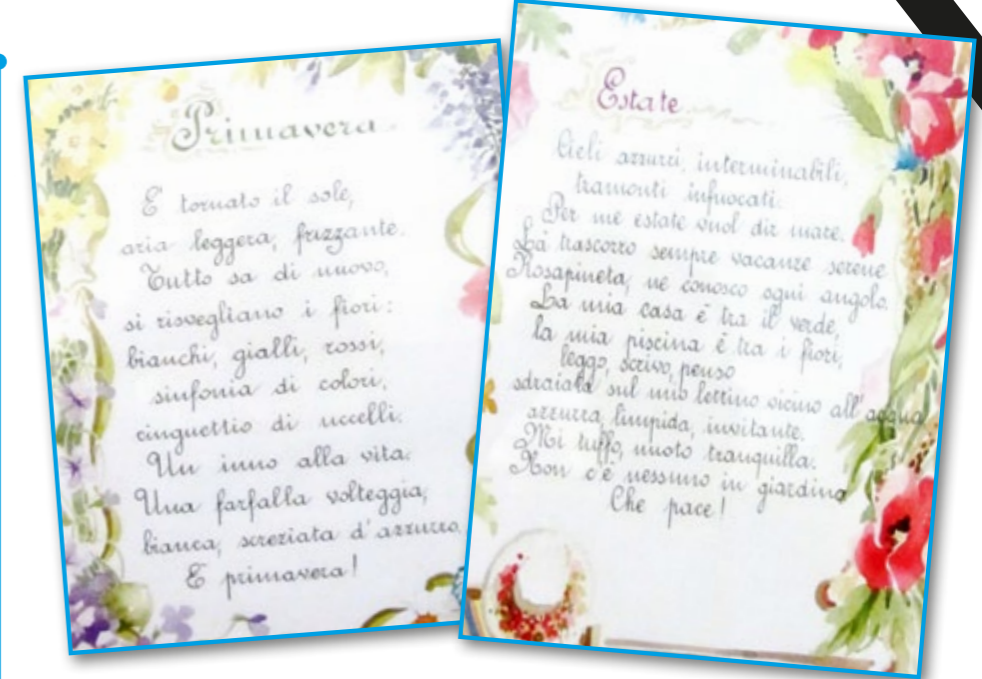 Primavera
E tornato il sole,
aria leggera, frizzante.
Tutto sa di nuovo,
si risvegliano i fiori:
bianchi, gialli, rossi,
sinfonia di colori,
cinguettio di uccelli.
Un inno alla vita.
Una farfalla volteggia,
bianca, screziata d'azzurro.
E primavera!
Estate
Cieli azzurri, interminabili,
tramonti infuocati.
Per me estate vuol dir mare.
Là trascorro sempre vacanze serene
Rosapineta, ne conosco ogni angolo.
La mia casa è tra il verde,
la mia piscina è tra i fiori,
leggo, scrivo, penso
sdraiata sul mio lettino vicino all'acqua
azzurra, limpida, invitante.
Mi tuffo, nuoto tranquilla.
Non c'è nessuno in giardino
Che pace!